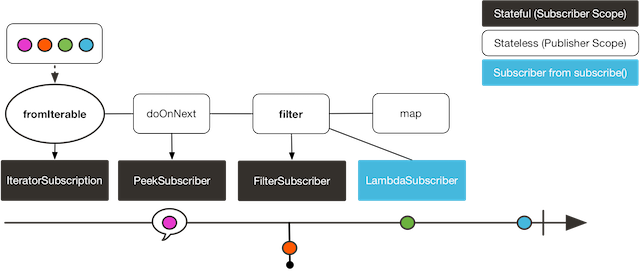 Stateful (Subscriber Scope)
Stateless (Publisher Scope)
Subscriber from subscribe()
fromIterable
doOnNext
filter
map
IteratorSubscription
PeekSubscriber
FilterSubscriber
LambdaSubscriber